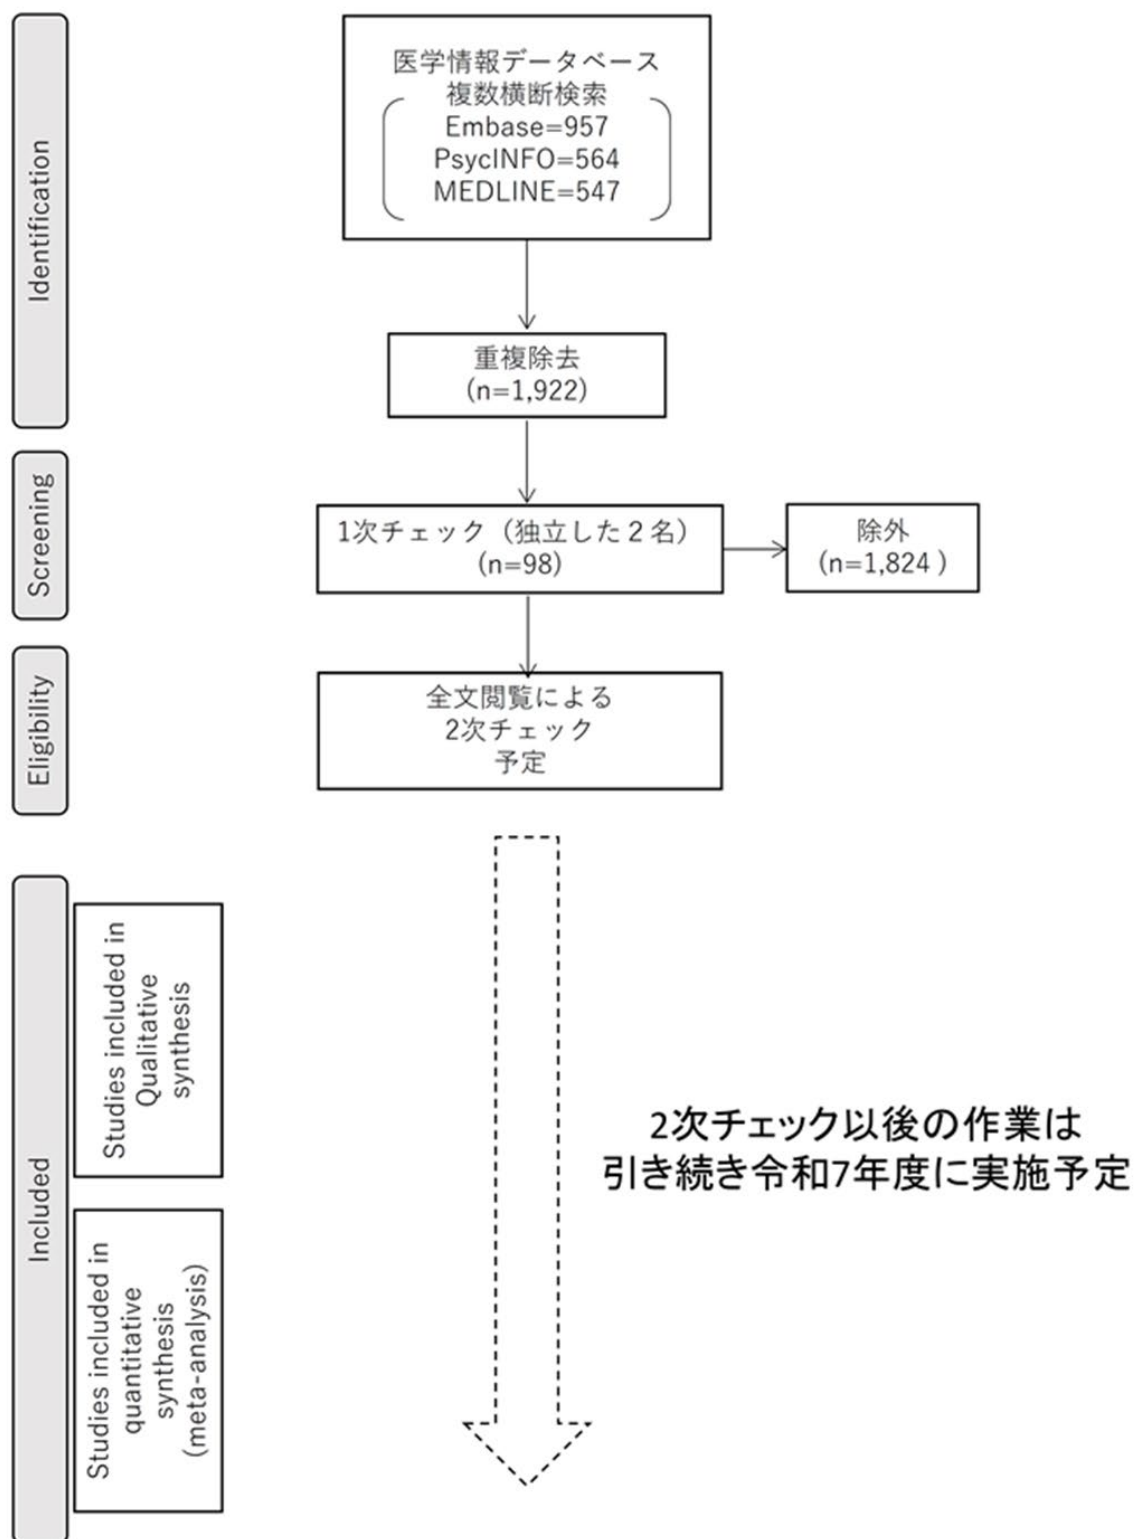 Identification
医学情報データベース
複数横断検索
Embase=957
PsycINFO=564
MEDLINE=547
重複除去
(n=1,922)
Screening
1次チェック（独立した２名）
(n=98)
除外
(n=1,824 )
Eligibility
全文閲覧による
2次チェック
予定
Included
Studies included in
Qualitative
synthesis
Studies included in
quantitative
synthesis
(meta-analysis)
2次チェック以後の作業は
引き続き令和7年度に実施予定